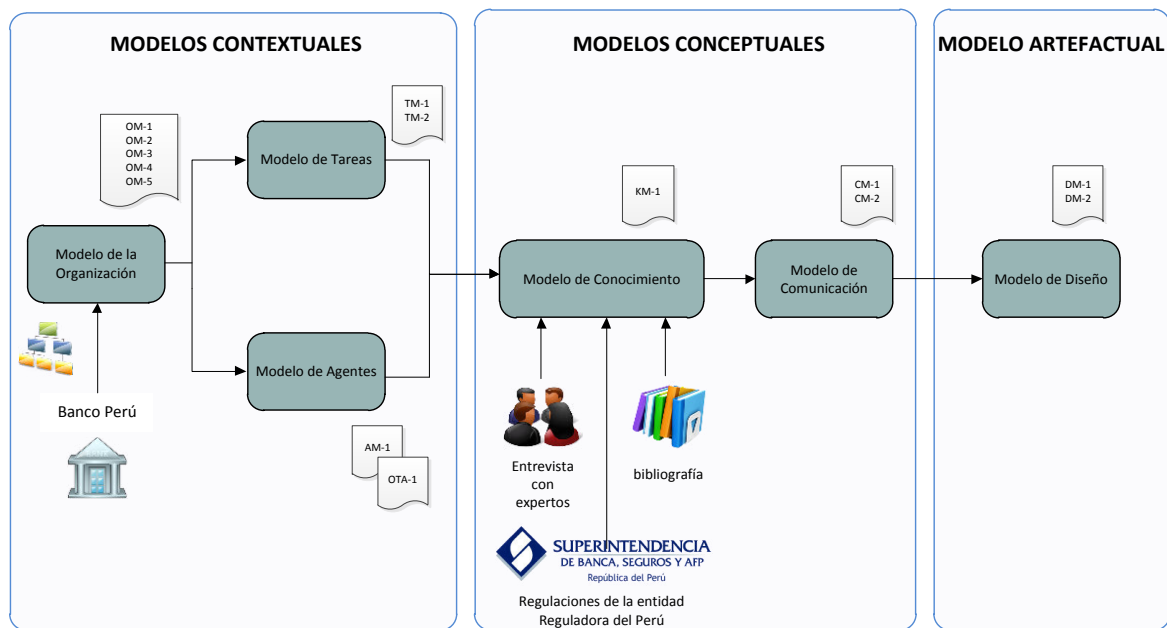 MODELOS CONTEXTUALES
OM-1
OM-2
OM-3
OM-4
OM-5
TM-1
TM-2
Modelo de Tareas
Modelo de la
Organización
Modelo de Agentes
Banco Perú
AM-1
OTA-1
MODELOS CONCEPTUALES
KM-1
CM-1
CM-2
Modelo de Conocimiento
Modelo de
Comunicación
Entrevista
con
expertos
bibliografía
SUPERINTENDENCIA
DE BANCA, SEGUROS Y AFP
República del Perú
Regulaciones de la entidad
Reguladora del Perú
MODELO ARTEFACTUAL
DM-1
DM-2
Modelo de Diseño